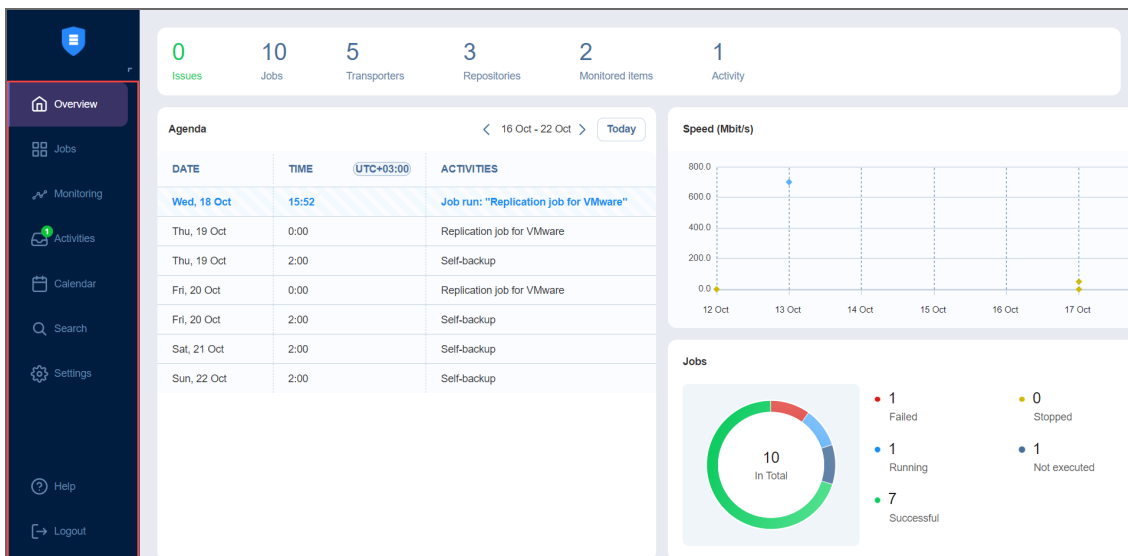 Overview
Jobs
Monitoring
1
Activities
Calendar
Search
Settings
Help
Logout
0 10 5 3 2 1
Issues Jobs Transporters Repositories Monitored items Activity
Agenda 16 Oct - 22 Oct Today
DATE TIME UTC+03:00 ACTIVITIES
Wed, 18 Oct 15:52 Job run: "Replication job for VMware"
Thu, 19 Oct 0:00 Replication job for VMware
Thu, 19 Oct 2:00 Self-backup
Fri, 20 Oct 0:00 Replication job for VMware
Fri, 20 Oct 2:00 Self-backup
Sat, 21 Oct 2:00 Self-backup
Sun, 22 Oct 2:00 Self-backup
Speed (Mbit/s)
800.0
600.0
400.0
200.0
0.0
12 Oct 13 Oct 14 Oct 15 Oct 16 Oct 17 Oct
Jobs
10
In Total
1 0
Failed Stopped
1 1
Running Not executed
7
Successful